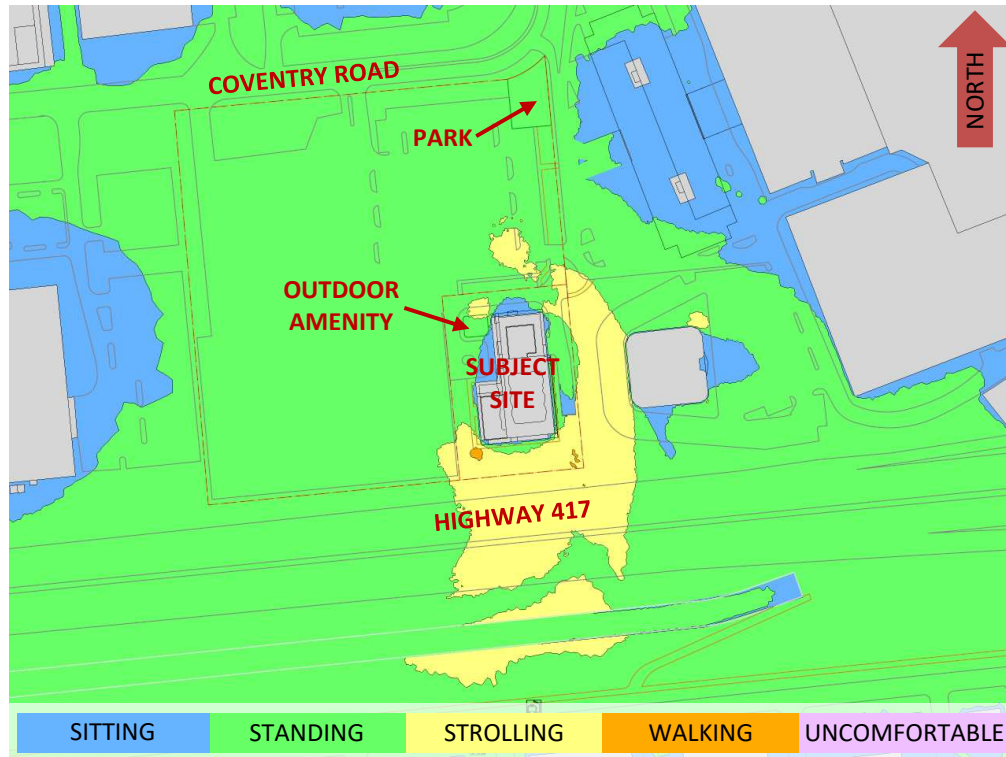 COVENTRY ROAD
NORTH
PARK
OUTDOOR
AMENITY
SUBJECT
SITE
HIGHWAY 417
SITTING
STANDING
STROLLING
WALKING
UNCOMFORTABLE